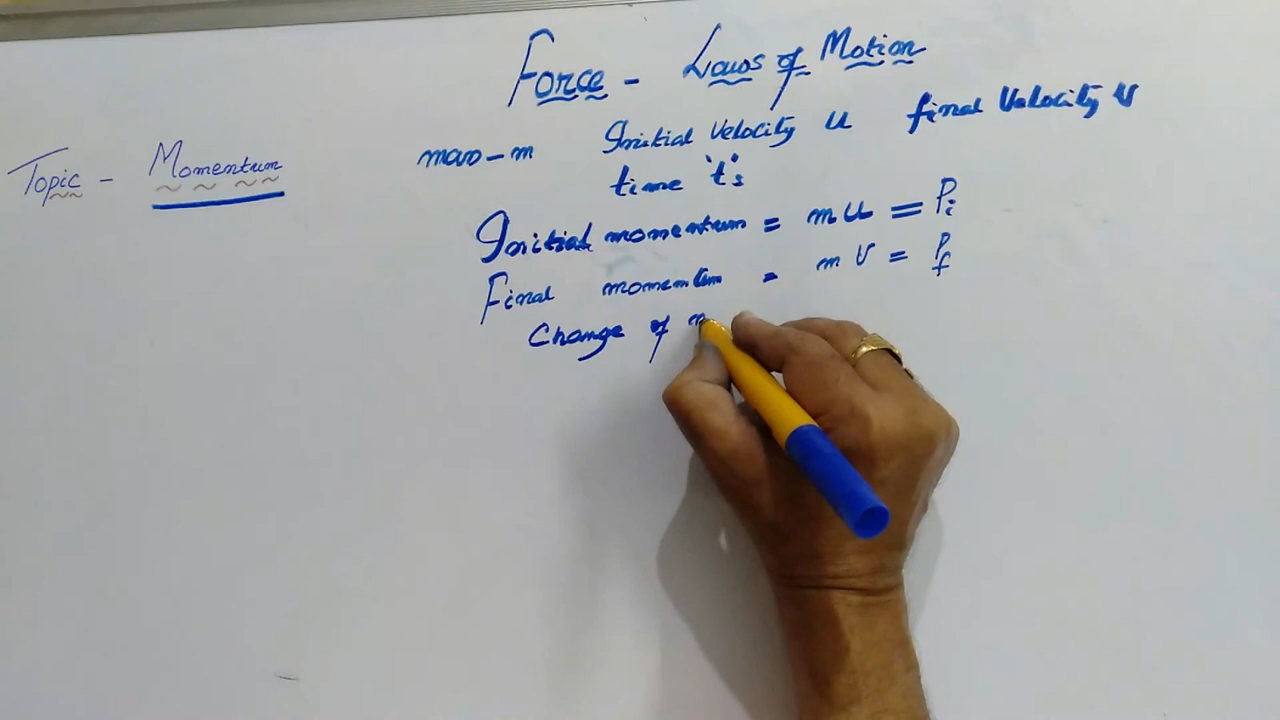 Force - Laws of Motion
Topic - Momentum
mass - m Initial Velocity u final Velocity v
time 't's
Initial momentum = mu = Pi
Final momentum = mv = Pf
Change of m